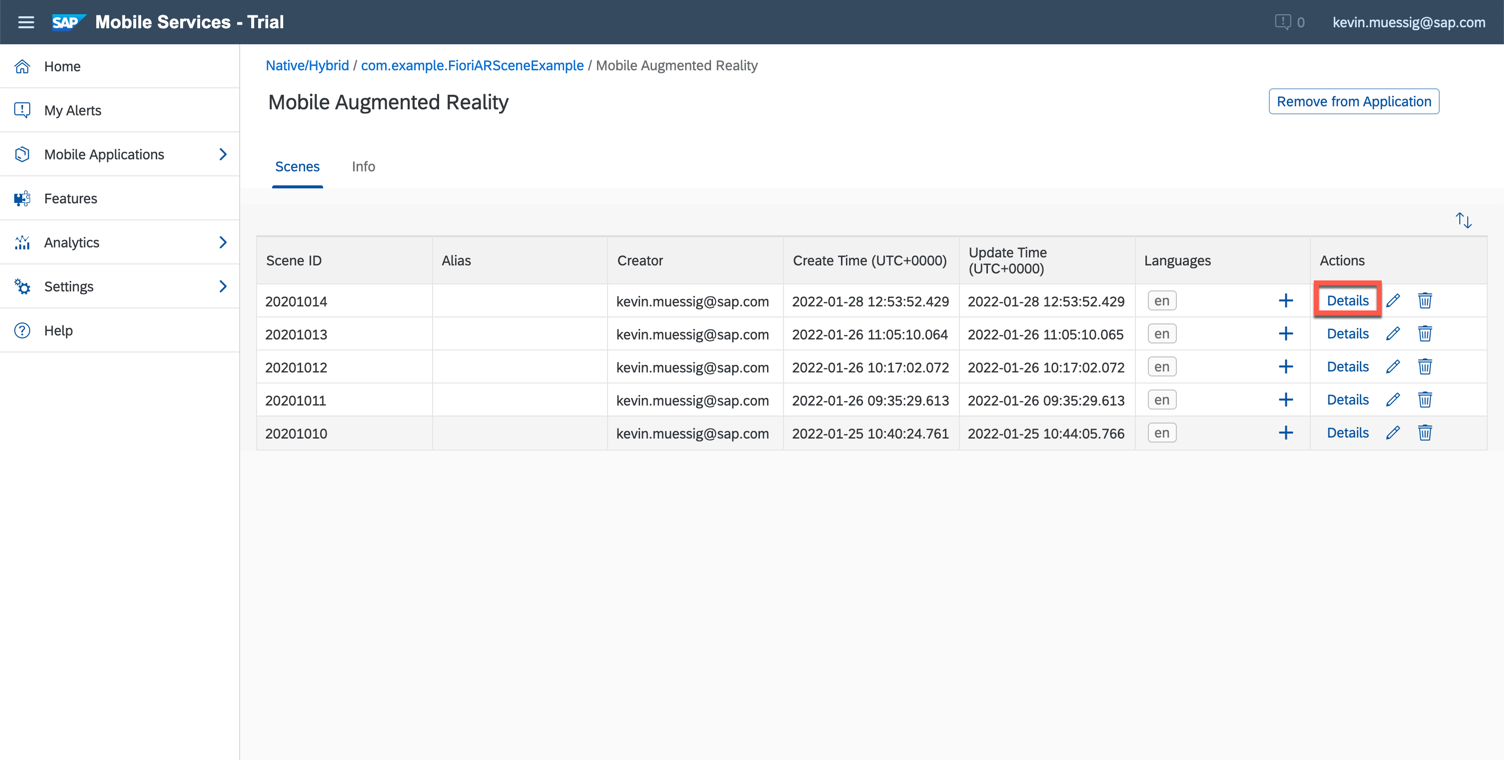 SAP Mobile Services - Trial
0 kevin.muessig@sap.com
Home
My Alerts
Mobile Applications
Features
Analytics
Settings
Help
Native/Hybrid / com.example.FioriARSceneExample / Mobile Augmented Reality
Mobile Augmented Reality
Remove from Application
Scenes Info
Scene ID Alias Creator Create Time (UTC+0000) Update Time (UTC+0000) Languages Actions
20201014 kevin.muessig@sap.com 2022-01-28 12:53:52.429 2022-01-28 12:53:52.429 en + Details
20201013 kevin.muessig@sap.com 2022-01-26 11:05:10.064 2022-01-26 11:05:10.065 en + Details
20201012 kevin.muessig@sap.com 2022-01-26 10:17:02.072 2022-01-26 10:17:02.072 en + Details
20201011 kevin.muessig@sap.com 2022-01-26 09:35:29.613 2022-01-26 09:35:29.613 en + Details
20201010 kevin.muessig@sap.com 2022-01-25 10:40:24.761 2022-01-25 10:44:05.766 en + Details